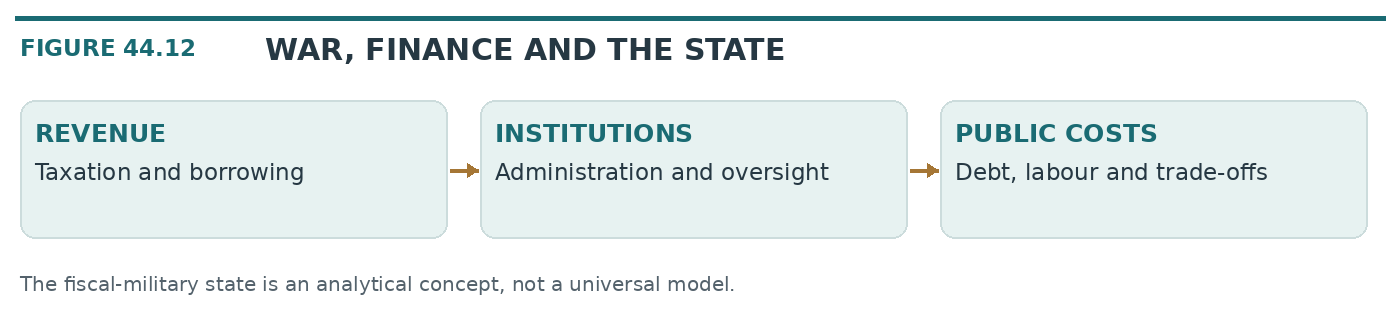 FIGURE 44.12 WAR, FINANCE AND THE STATE
REVENUE
Taxation and borrowing
INSTITUTIONS
Administration and oversight
PUBLIC COSTS
Debt, labour and trade-offs
The fiscal-military state is an analytical concept, not a universal model.